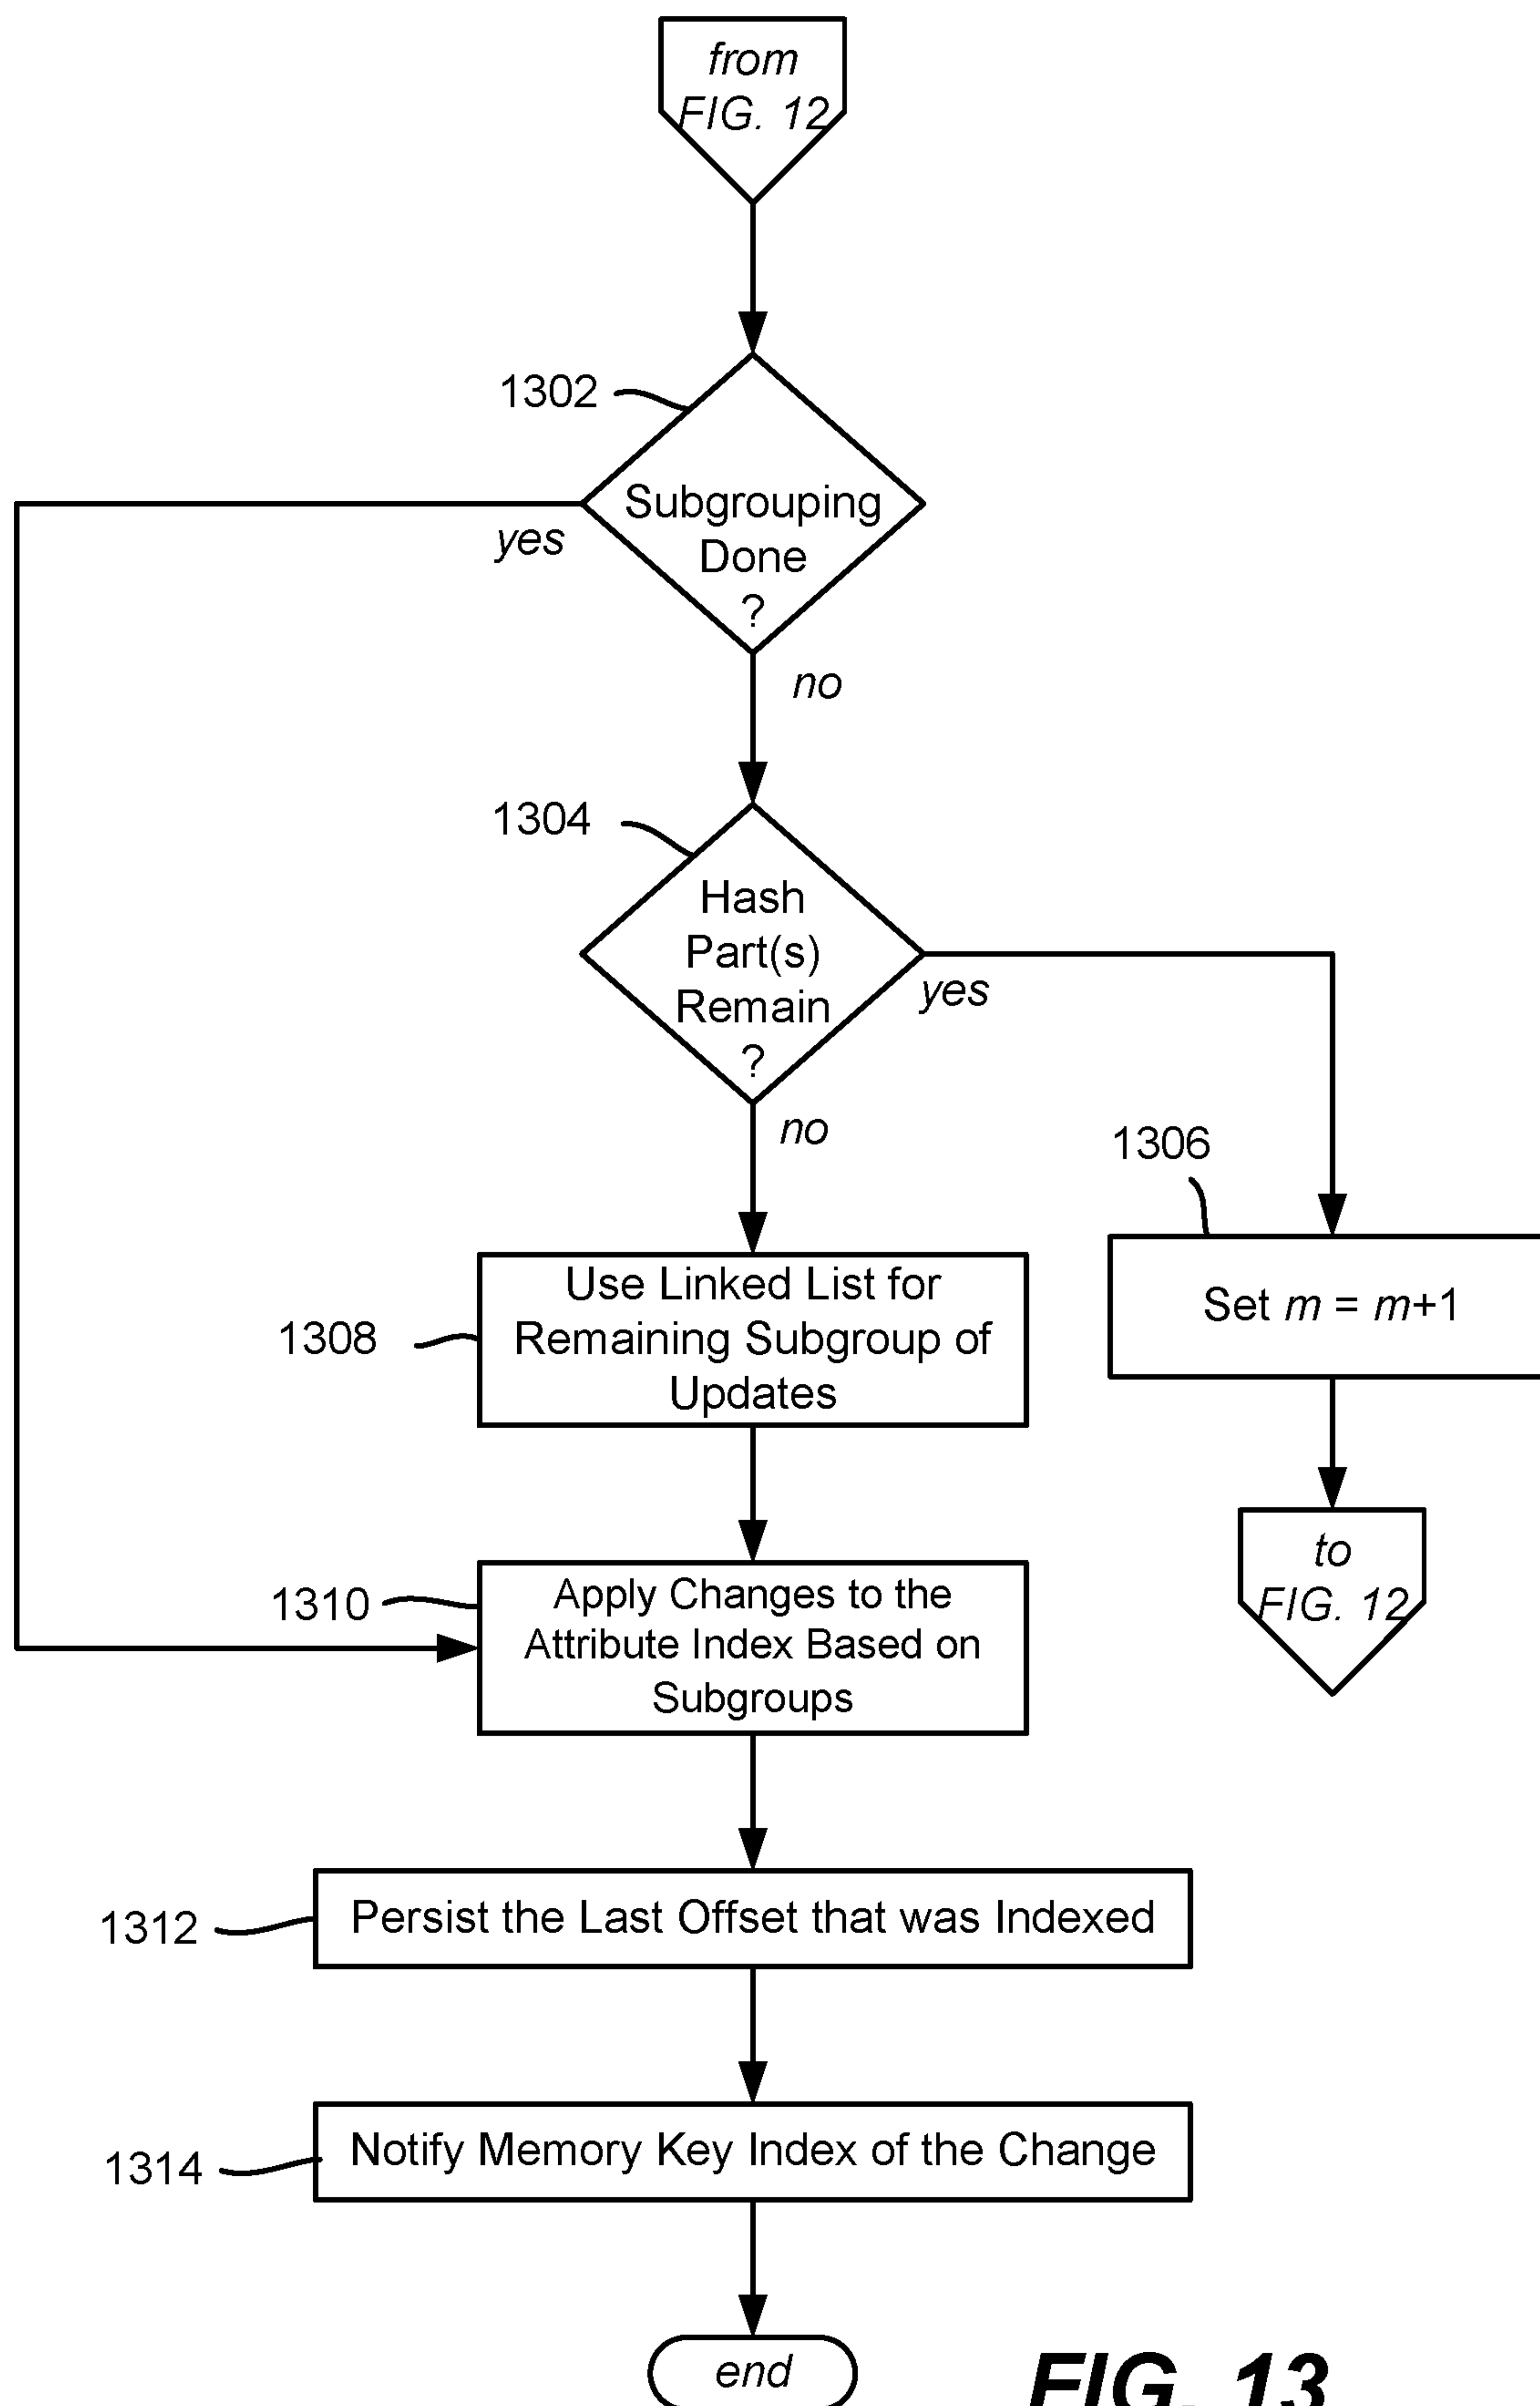 from
FIG. 12
1302
Subgrouping
Done
?
yes
no
1304
Hash
Part(s)
Remain
?
yes
no
1306
Set m = m+1
to
FIG. 12
1308
Use Linked List for
Remaining Subgroup of
Updates
1310
Apply Changes to the
Attribute Index Based on
Subgroups
1312
Persist the Last Offset that was Indexed
1314
Notify Memory Key Index of the Change
end
FIG. 13